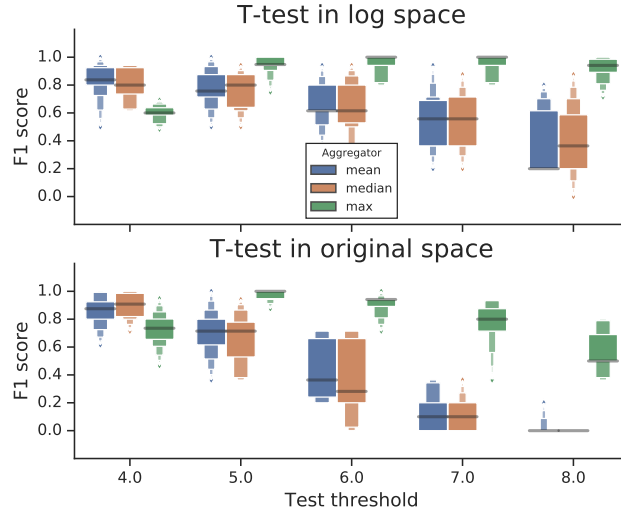 T-test in log space
1.0
0.8
0.6
0.4
0.2
0.0
F1 score
Aggregator
mean
median
max
T-test in original space
1.0
0.8
0.6
0.4
0.2
0.0
F1 score
4.0 5.0 6.0 7.0 8.0
Test threshold